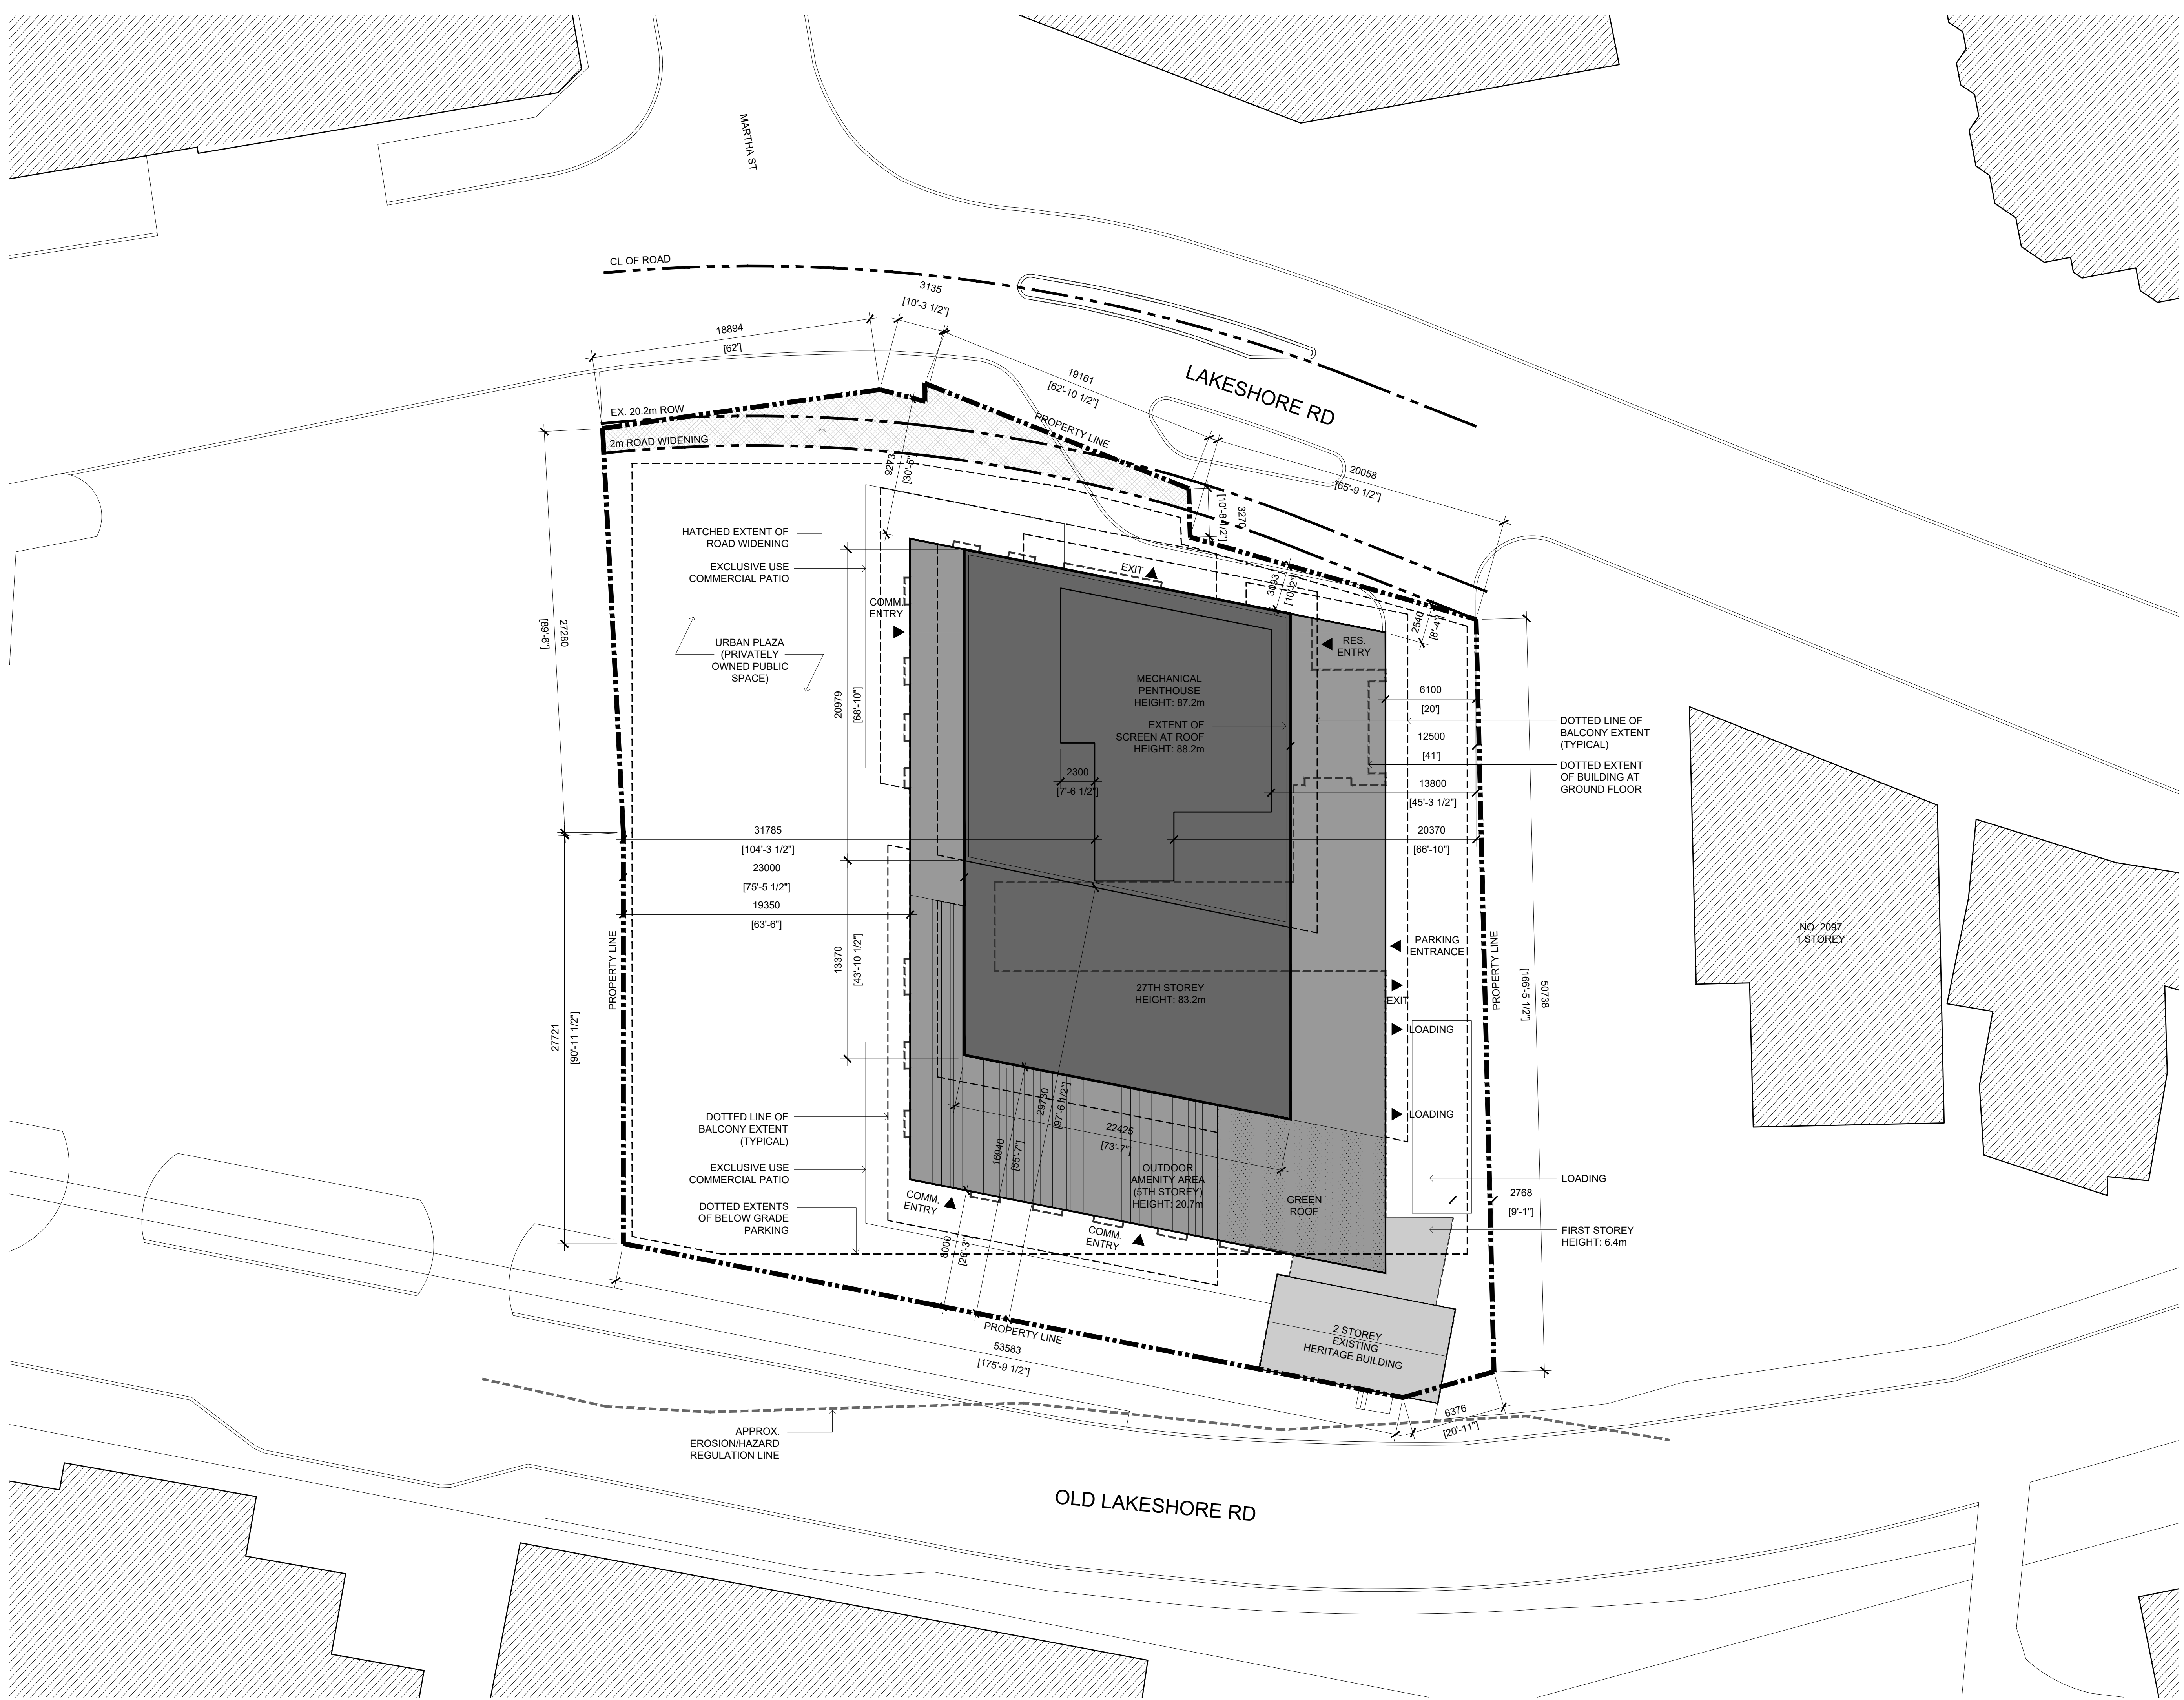 MARTHA ST
CL OF ROAD
3135
[10'-3 1/2"]
18894
[62']
19161
[62'-10 1/2"]
LAKESHORE RD
EX. 20.2m ROW
PROPERTY LINE
2m ROAD WIDENING
9273
[30'-5"]
20058
[65'-9 1/2"]
3270
[10'-8 1/2"]
HATCHED EXTENT OF
ROAD WIDENING
EXCLUSIVE USE
COMMERCIAL PATIO
EXIT
3093
[10'-2"]
COMM.
ENTRY
2540
[8'-4"]
27280
[89'-6"]
URBAN PLAZA
(PRIVATELY
OWNED PUBLIC
SPACE)
RES.
ENTRY
20979
[68'-10"]
MECHANICAL
PENTHOUSE
HEIGHT: 87.2m
EXTENT OF
SCREEN AT ROOF
HEIGHT: 88.2m
6100
[20']
12500
[41']
DOTTED LINE OF
BALCONY EXTENT
(TYPICAL)
DOTTED EXTENT
OF BUILDING AT
GROUND FLOOR
2300
[7'-6 1/2"]
13800
[45'-3 1/2"]
31785
[104'-3 1/2"]
20370
[66'-10"]
23000
[75'-5 1/2"]
19350
[63'-6"]
NO. 2097
1 STOREY
PROPERTY LINE
13370
[43'-10 1/2"]
PARKING
ENTRANCE
PROPERTY LINE
27TH STOREY
HEIGHT: 83.2m
EXIT
50738
[166'-5 1/2"]
LOADING
27721
[90'-11 1/2"]
29730
[97'-6 1/2"]
LOADING
DOTTED LINE OF
BALCONY EXTENT
(TYPICAL)
22425
[73'-7"]
16940
[55'-7"]
EXCLUSIVE USE
COMMERCIAL PATIO
OUTDOOR
AMENITY AREA
(5TH STOREY)
HEIGHT: 20.7m
GREEN
ROOF
LOADING
2768
[9'-1"]
COMM.
ENTRY
DOTTED EXTENTS
OF BELOW GRADE
PARKING
COMM.
ENTRY
FIRST STOREY
HEIGHT: 6.4m
8000
[26'-3"]
PROPERTY LINE
53583
[175'-9 1/2"]
2 STOREY
EXISTING
HERITAGE BUILDING
6376
[20'-11"]
APPROX.
EROSION/HAZARD
REGULATION LINE
OLD LAKESHORE RD